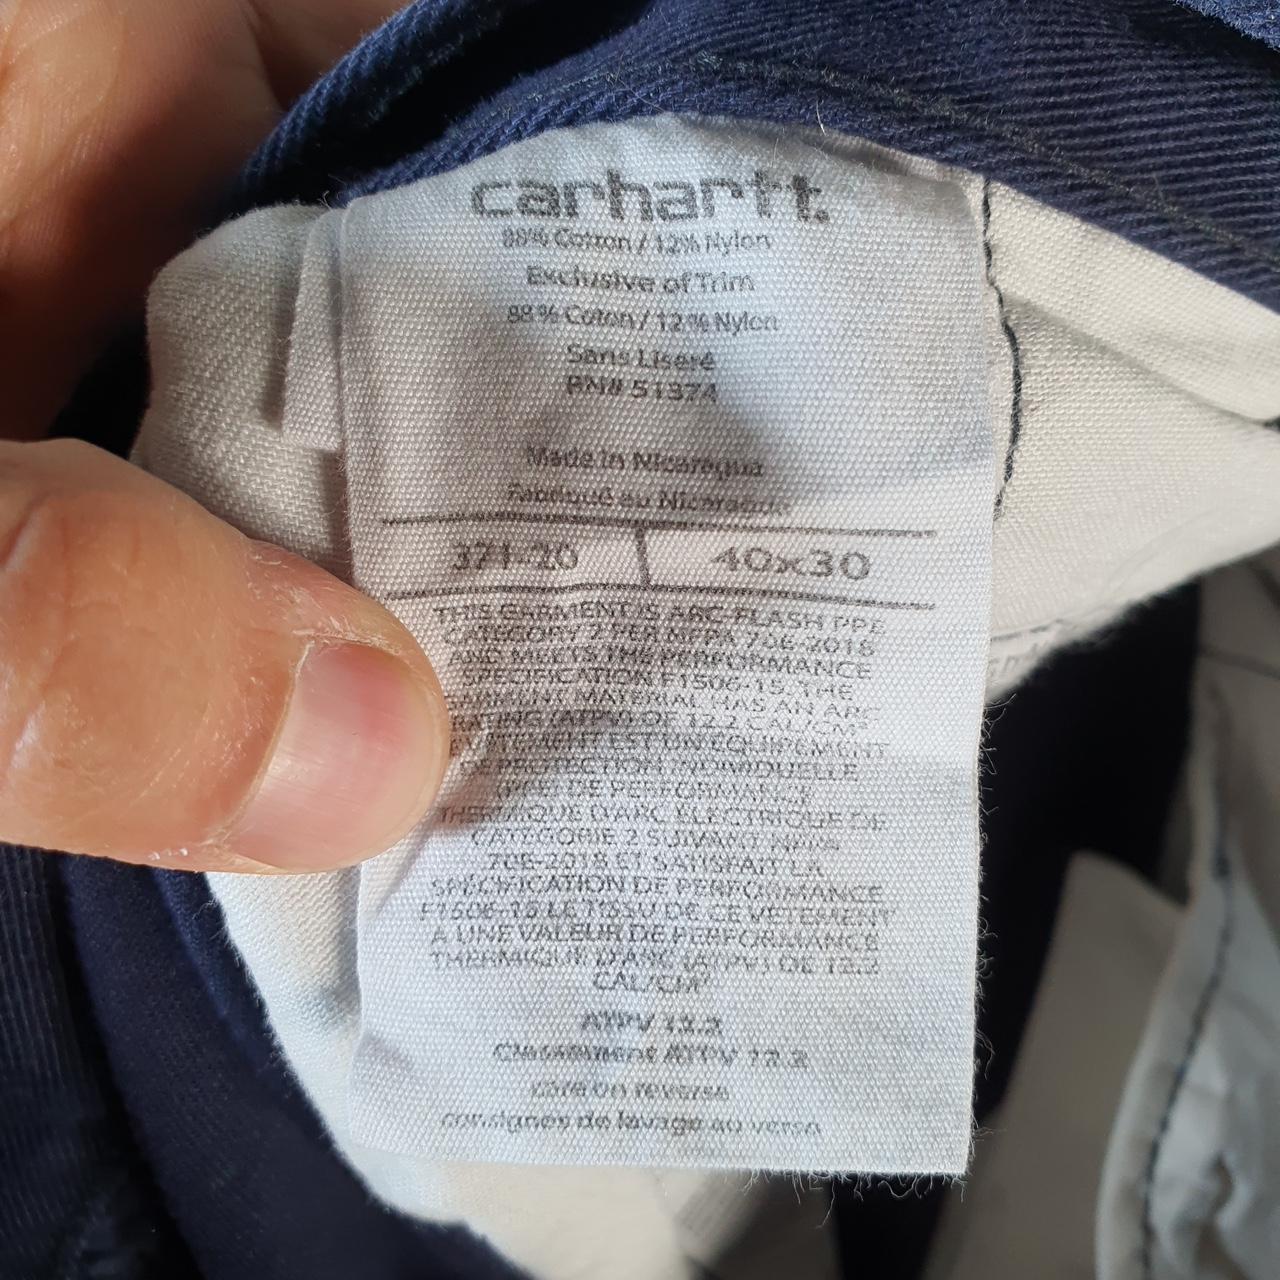 carhartt.
88% Cotton / 12% Nylon
Exclusive of Trim
88 % Coton / 12 % Nylon
Sans Liseré
RN# 51374
Made in Nicaragua
Fabriqué au Nicaragua
371-20
40x30
THIS GARMENT IS ARC-FLASH PPE
CATEGORY 2 PER NFPA 70E-2018
AND MEETS THE PERFORMANCE
SPECIFICATION F1506-15. THE
GARMENT MATERIAL HAS AN ARC
RATING (ATPV) OF 12.2 CAL/CM²
VÊTEMENT EST UN ÉQUIPEMENT
DE PROTECTION INDIVIDUELLE
DE PERFORMANCE
THERMIQUE D'ARC ÉLECTRIQUE DE
CATÉGORIE 2 SUIVANT NFPA
70E-2018 ET SATISFAIT LA
SPÉCIFICATION DE PERFORMANCE
F1506-15 LE TISSU DE CE VÊTEMENT
A UNE VALEUR DE PERFORMANCE
THERMIQUE D'ARC (ATPV) DE 12.2
CAL/CM²
ATPV 12.2
Classement ATPV 12.2
care on reverse
consignes de lavage au verso